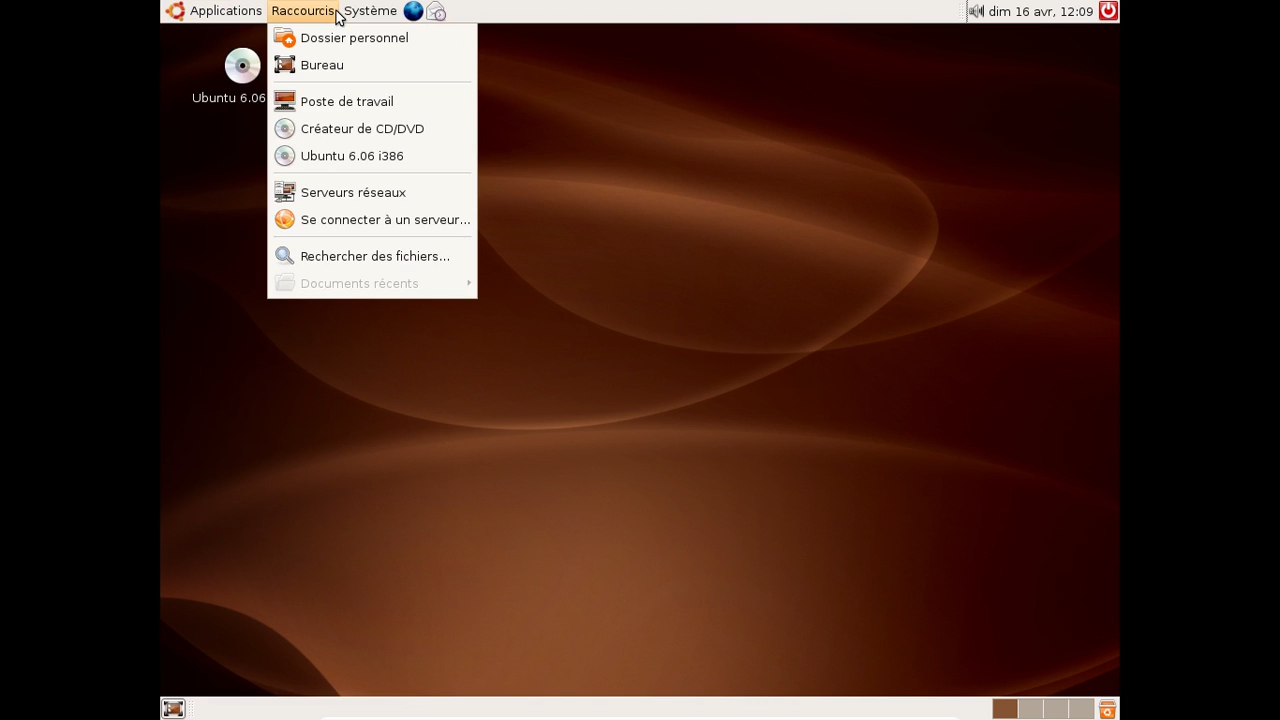 Applications Raccourcis Système dim 16 avr, 12:09
Dossier personnel
Bureau
Ubuntu 6.06
Poste de travail
Créateur de CD/DVD
Ubuntu 6.06 i386
Serveurs réseaux
Se connecter à un serveur...
Rechercher des fichiers...
Documents récents